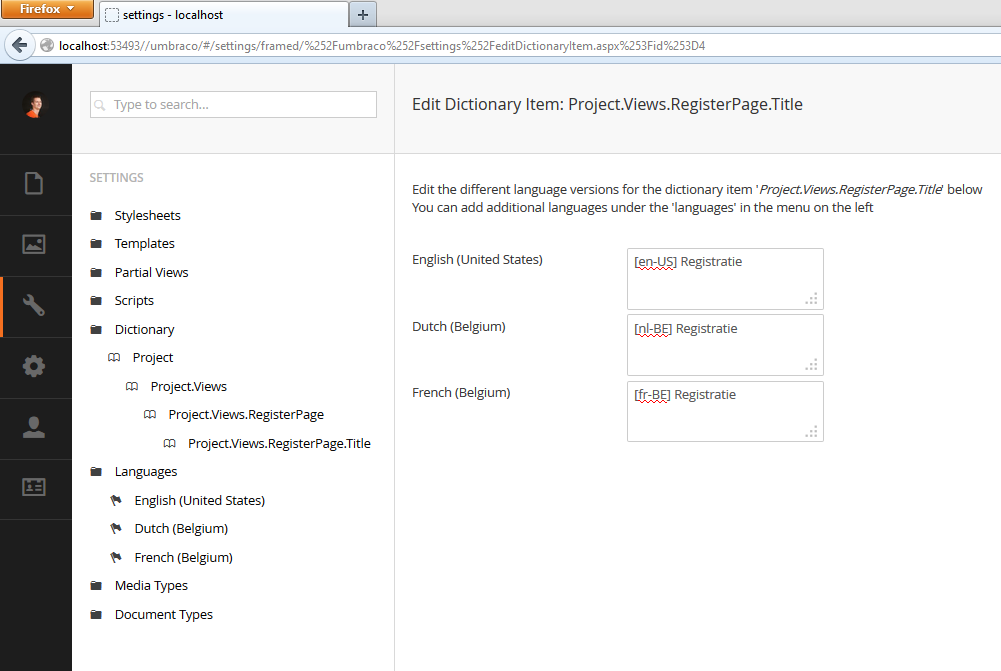 Firefox
settings - localhost
localhost:53493//umbraco/#/settings/framed/%252Fumbraco%252Fsettings%252FeditDictionaryItem.aspx%253Fid%253D4
Type to search...
Edit Dictionary Item: Project.Views.RegisterPage.Title
SETTINGS
Stylesheets
Templates
Partial Views
Scripts
Dictionary
Project
Project.Views
Project.Views.RegisterPage
Project.Views.RegisterPage.Title
Languages
English (United States)
Dutch (Belgium)
French (Belgium)
Media Types
Document Types
Edit the different language versions for the dictionary item 'Project.Views.RegisterPage.Title' below
You can add additional languages under the 'languages' in the menu on the left
English (United States)
[en-US] Registratie
Dutch (Belgium)
[nl-BE] Registratie
French (Belgium)
[fr-BE] Registratie